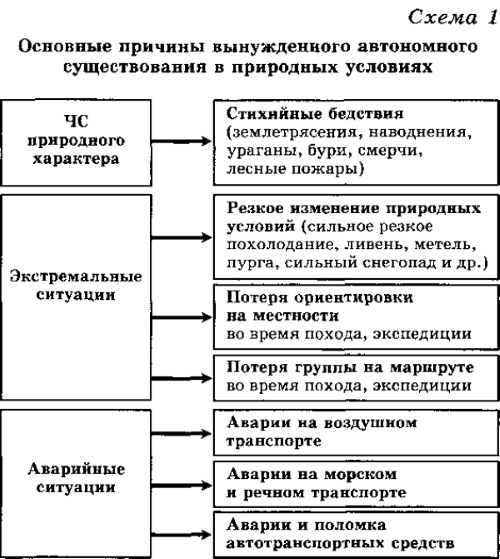 Схема 1
Основные причины вынужденного автономного
существования в природных условиях
ЧС
природного
характера
Стихийные бедствия
(землетрясения, наводнения,
ураганы, бури, смерчи,
лесные пожары)
Экстремальные
ситуации
Резкое изменение природных
условий (сильное резкое
похолодание, ливень, метель,
пурга, сильный снегопад и др.)
Потеря ориентировки
на местности
во время похода, экспедиции
Потеря группы на маршруте
во время похода, экспедиции
Аварийные
ситуации
Аварии на воздушном
транспорте
Аварии на морском
и речном транспорте
Аварии и поломка
автотранспортных средств